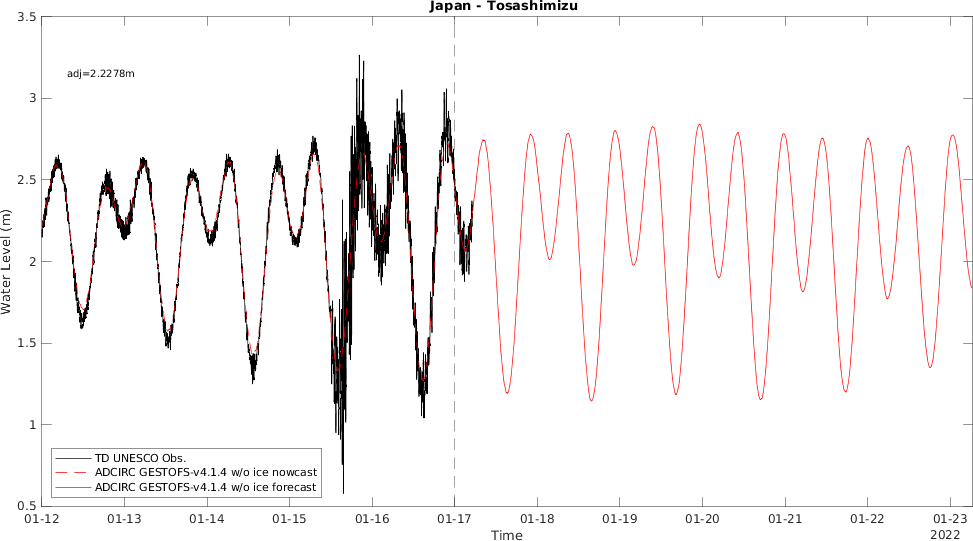 Japan - Tosashimizu
3.5
adj=2.2278m
3
2.5
2
1.5
1
0.5
Water Level (m)
TD UNESCO Obs.
ADCIRC GESTOFS-v4.1.4 w/o ice nowcast
ADCIRC GESTOFS-v4.1.4 w/o ice forecast
01-12 01-13 01-14 01-15 01-16 01-17 01-18 01-19 01-20 01-21 01-22 01-23
Time 2022